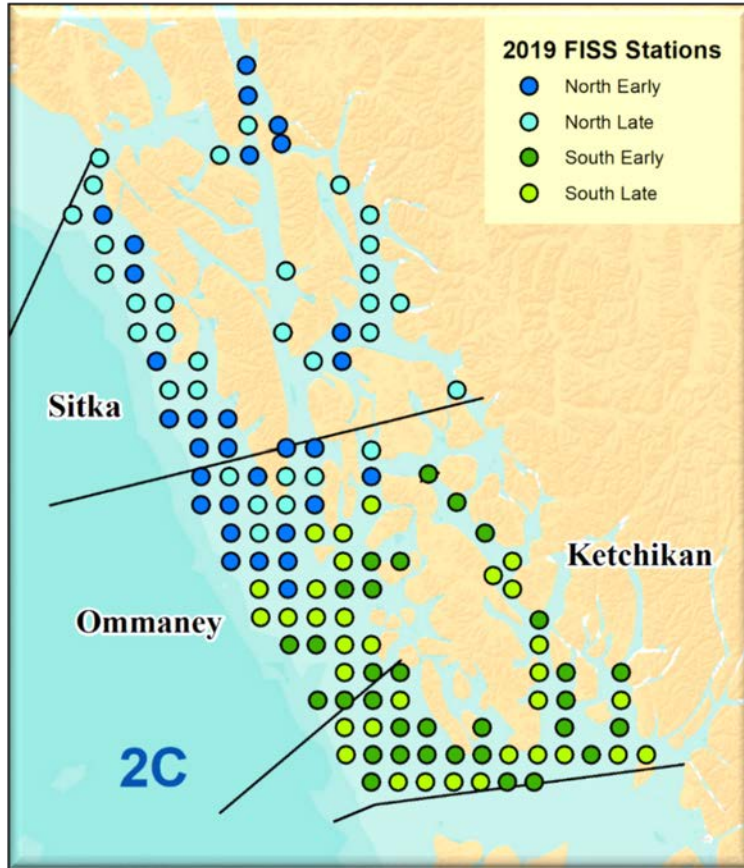 2019 FISS Stations
North Early
North Late
South Early
South Late
Sitka
Ketchikan
Ommaney
2C